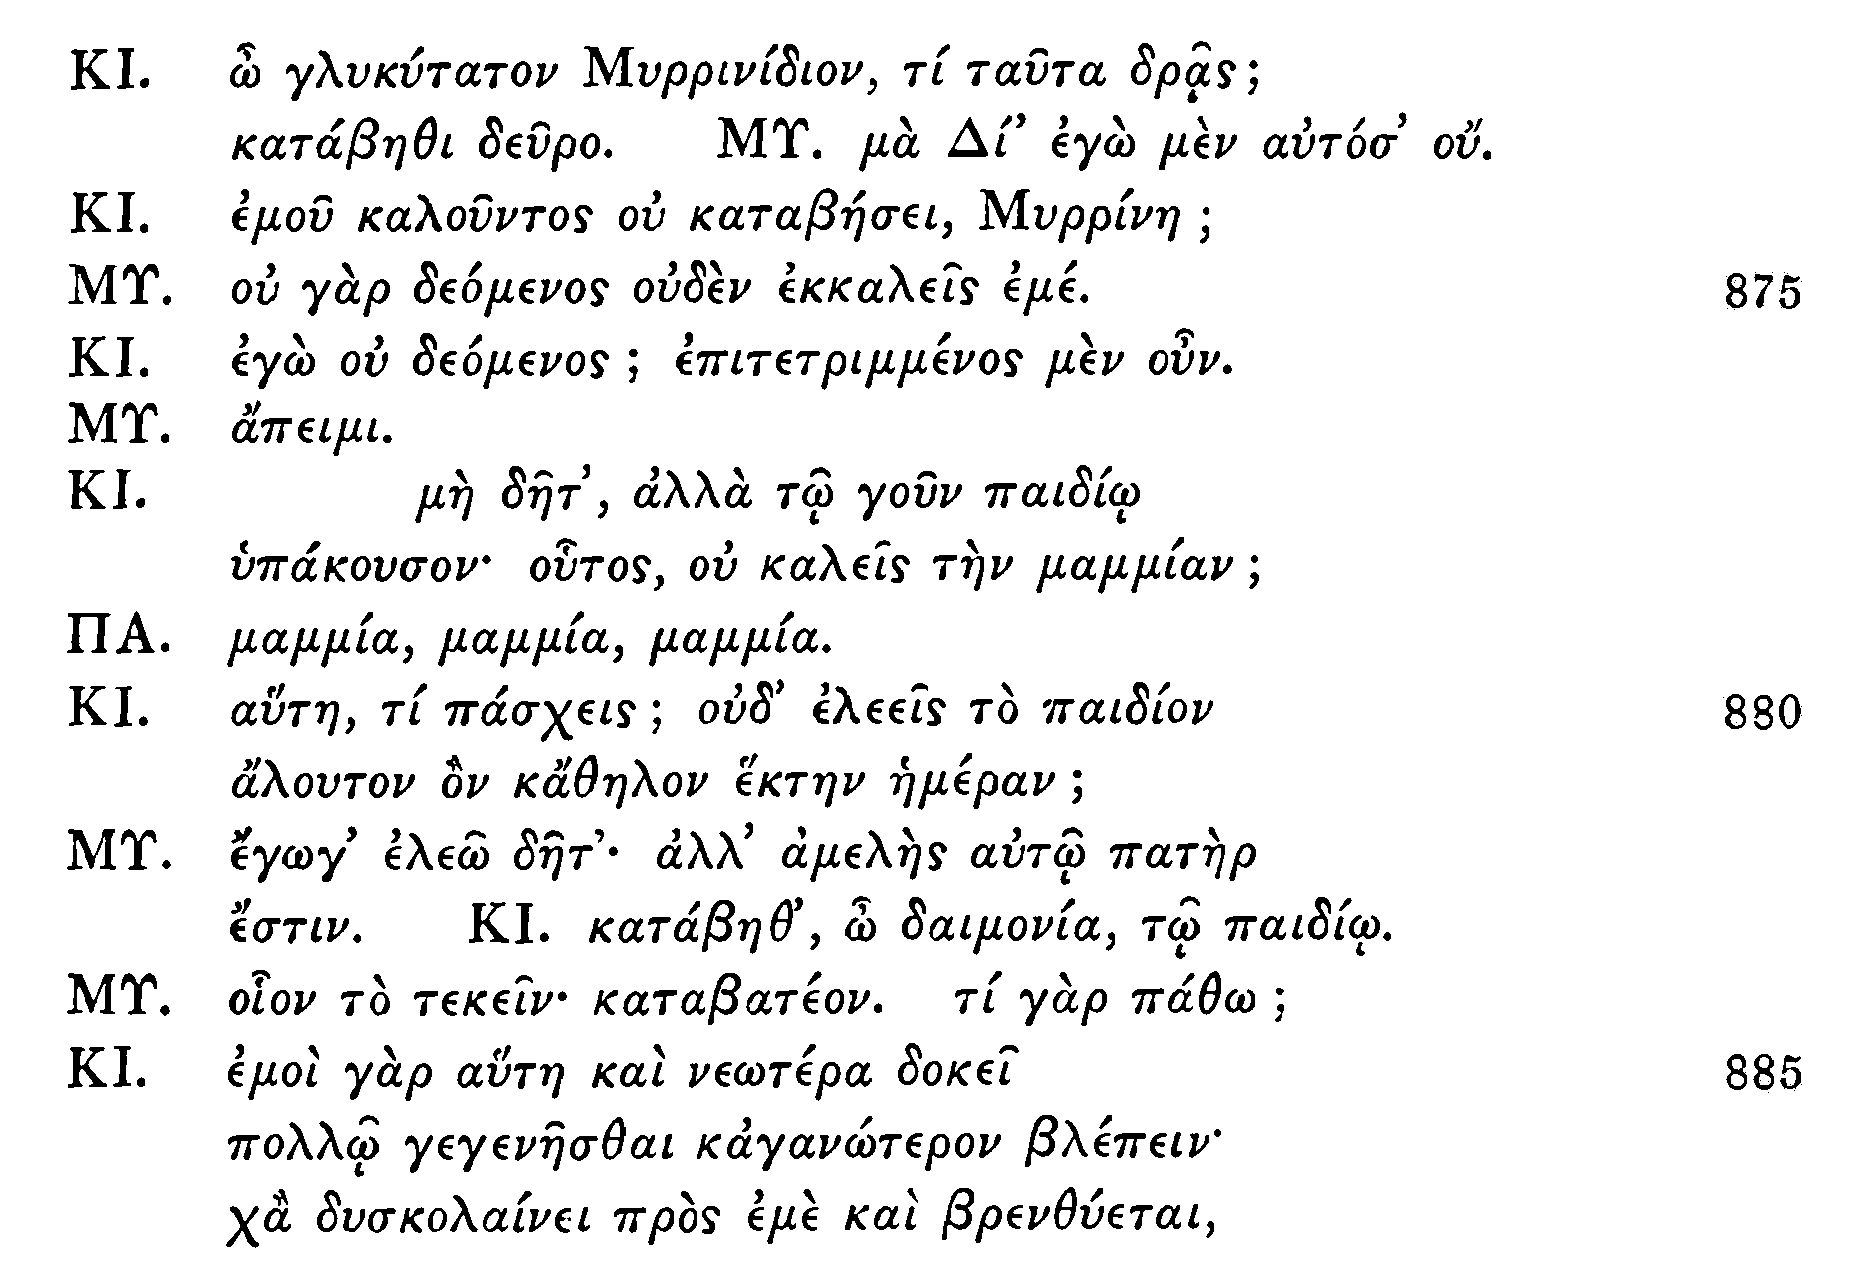 ΚΙ. ὦ γλυκύτατον Μυρρινίδιον, τί ταῦτα δρᾷς;
κατάβηθι δεῦρο. ΜΥ. μὰ Δί’ ἐγὼ μὲν αὐτόσ’ οὔ.
ΚΙ. ἐμοῦ καλοῦντος οὐ καταβήσει, Μυρρίνη;
ΜΥ. οὐ γὰρ δεόμενος οὐδὲν ἐκκαλεῖς ἐμέ. 875
ΚΙ. ἐγὼ οὐ δεόμενος; ἐπιτετριμμένος μὲν οὖν.
ΜΥ. ἄπειμι.
ΚΙ. μὴ δῆτ’, ἀλλὰ τῷ γοῦν παιδίῳ
ὑπάκουσον· οὗτος, οὐ καλεῖς τὴν μαμμίαν;
ΠΑ. μαμμία, μαμμία, μαμμία.
ΚΙ. αὕτη, τί πάσχεις; οὐδ’ ἐλεεῖς τὸ παιδίον 880
ἄλουτον ὂν κἄθηλον ἕκτην ἡμέραν;
ΜΥ. ἔγωγ’ ἐλεῶ δῆτ’· ἀλλ’ ἀμελὴς αὐτῷ πατὴρ
ἔστιν. ΚΙ. κατάβηθ’, ὦ δαιμονία, τῷ παιδίῳ.
ΜΥ. οἷον τὸ τεκεῖν· καταβατέον. τί γὰρ πάθω;
ΚΙ. ἐμοὶ γὰρ αὕτη καὶ νεωτέρα δοκεῖ 885
πολλῷ γεγενῆσθαι κἀγανώτερον βλέπειν·
χἂ δυσκολαίνει πρὸς ἐμὲ καὶ βρενθύεται,